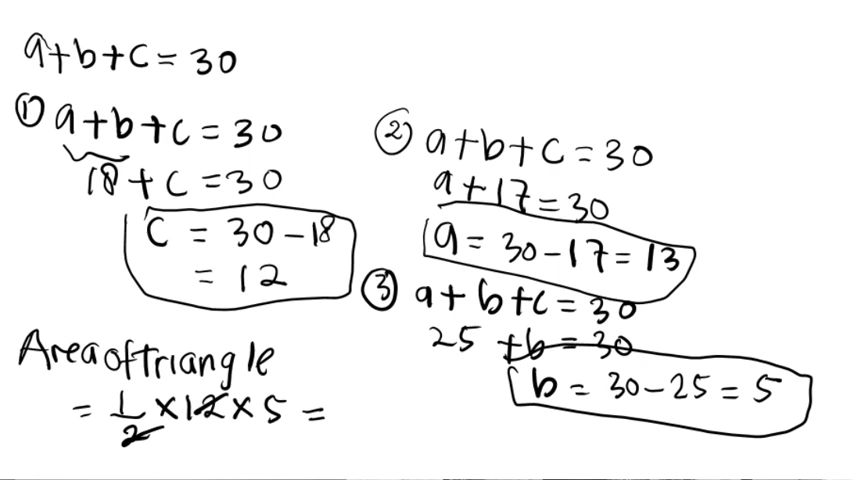 a+b+c = 30
① a+b+c = 30
18 + c = 30
c = 30 - 18
= 12
② a+b+c = 30
a + 17 = 30
a = 30 - 17 = 13
③ a + b + c = 30
25 + b = 30
b = 30 - 25 = 5
Area of triangle
= 1/2 × 12 × 5 =